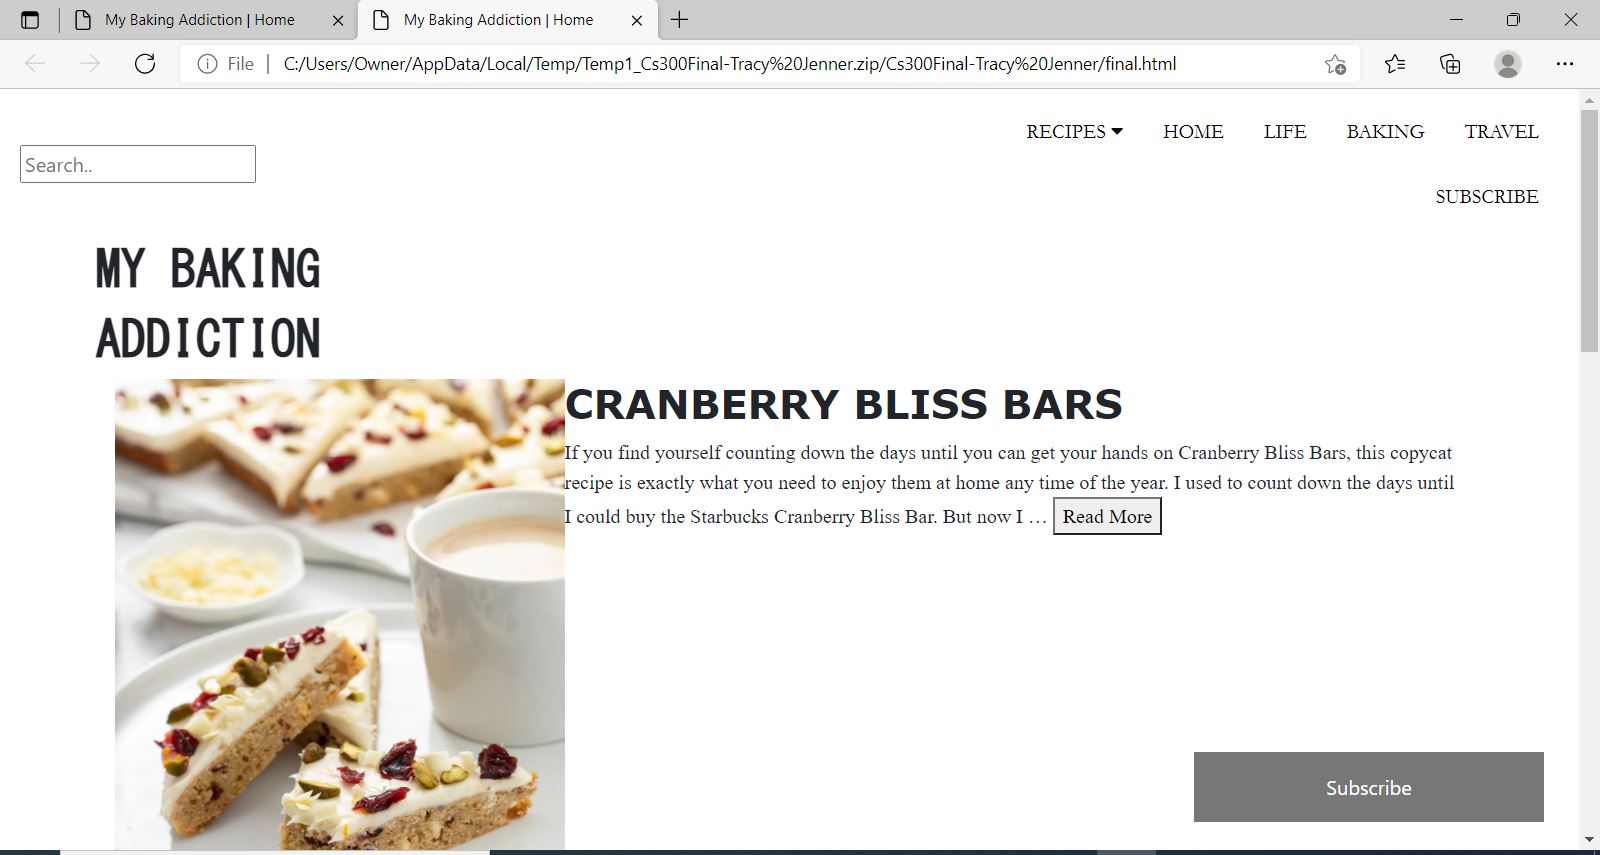 My Baking Addiction | Home
My Baking Addiction | Home
File
C:/Users/Owner/AppData/Local/Temp/Temp1_Cs300Final-Tracy%20Jenner.zip/Cs300Final-Tracy%20Jenner/final.html
RECIPES HOME LIFE BAKING TRAVEL
Search..
SUBSCRIBE
MY BAKING
ADDICTION
CRANBERRY BLISS BARS
If you find yourself counting down the days until you can get your hands on Cranberry Bliss Bars, this copycat
recipe is exactly what you need to enjoy them at home any time of the year. I used to count down the days until
I could buy the Starbucks Cranberry Bliss Bar. But now I … Read More
Subscribe